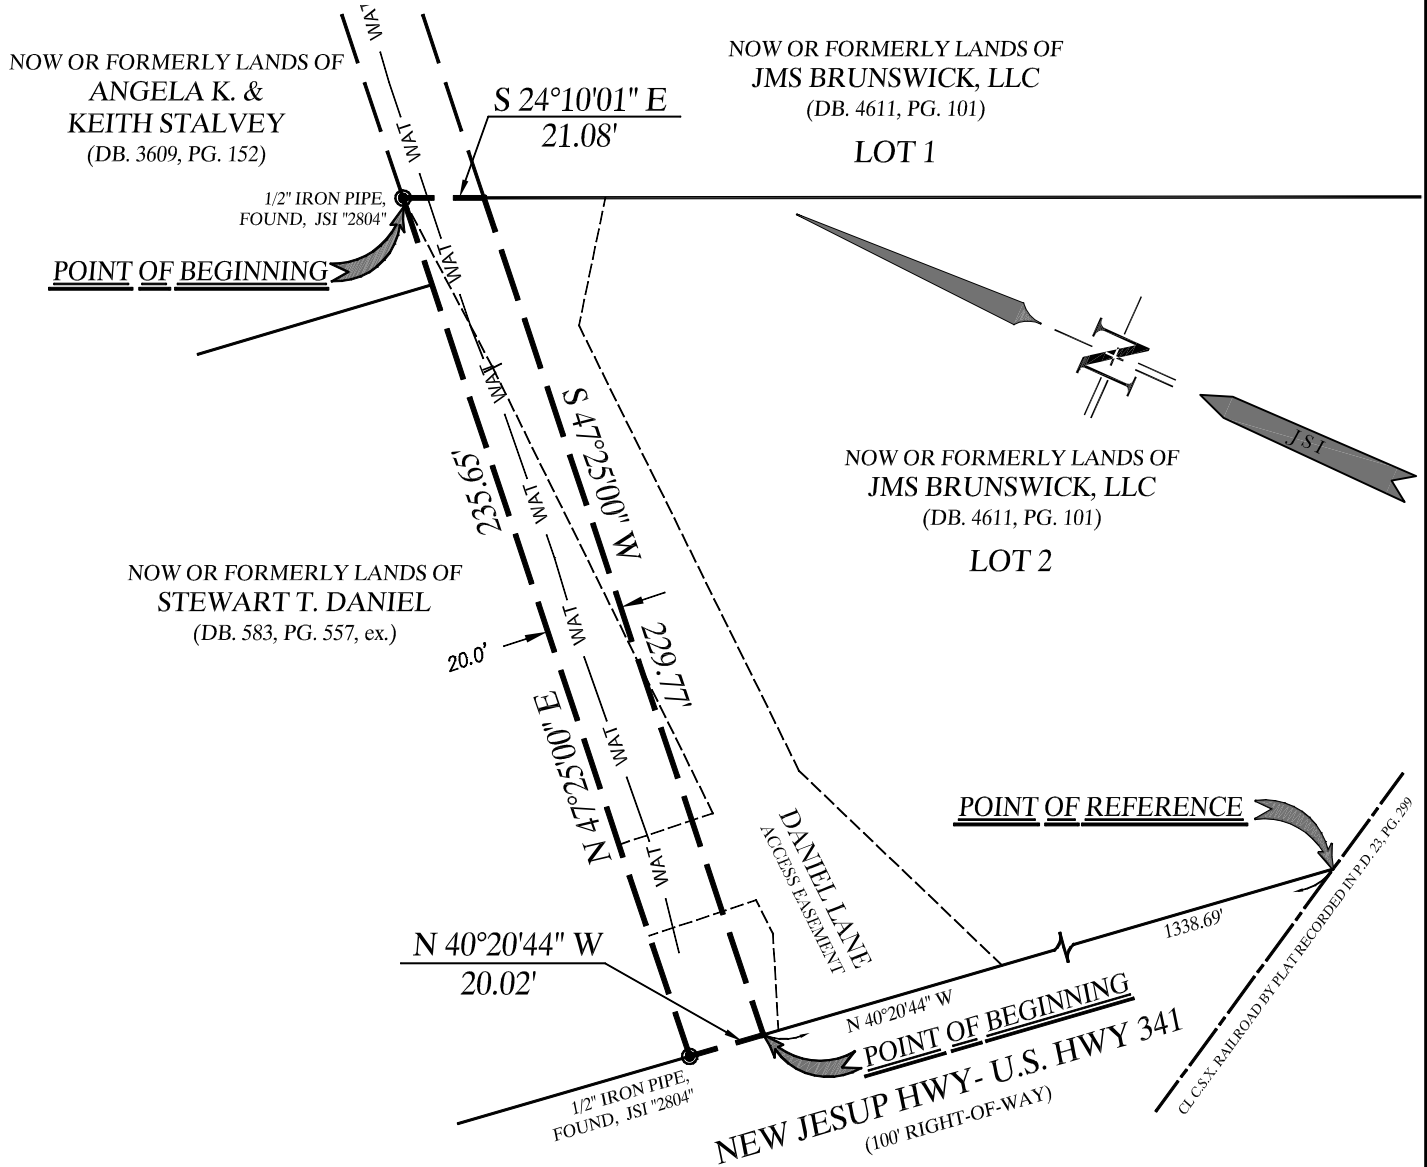 WAT
NOW OR FORMERLY LANDS OF
ANGELA K. &
KEITH STALVEY
(DB. 3609, PG. 152)
NOW OR FORMERLY LANDS OF
JMS BRUNSWICK, LLC
(DB. 4611, PG. 101)
LOT 1
S 24°10'01" E
21.08'
WAT
1/2" IRON PIPE,
FOUND, JSI "2804"
POINT OF BEGINNING
WAT
N
JSI
WAT
S 47°25'00" W
229.77'
235.65'
N 47°25'00" E
WAT
NOW OR FORMERLY LANDS OF
JMS BRUNSWICK, LLC
(DB. 4611, PG. 101)
LOT 2
NOW OR FORMERLY LANDS OF
STEWART T. DANIEL
(DB. 583, PG. 557, ex.)
20.0'
WAT
WAT
WAT
DANIEL LANE
ACCESS EASEMENT
POINT OF REFERENCE
CL C.S.X. RAILROAD BY PLAT RECORDED IN P.D. 23, PG. 299
1338.69'
N 40°20'44" W
N 40°20'44" W
20.02'
POINT OF BEGINNING
1/2" IRON PIPE,
FOUND, JSI "2804"
NEW JESUP HWY- U.S. HWY 341
(100' RIGHT-OF-WAY)